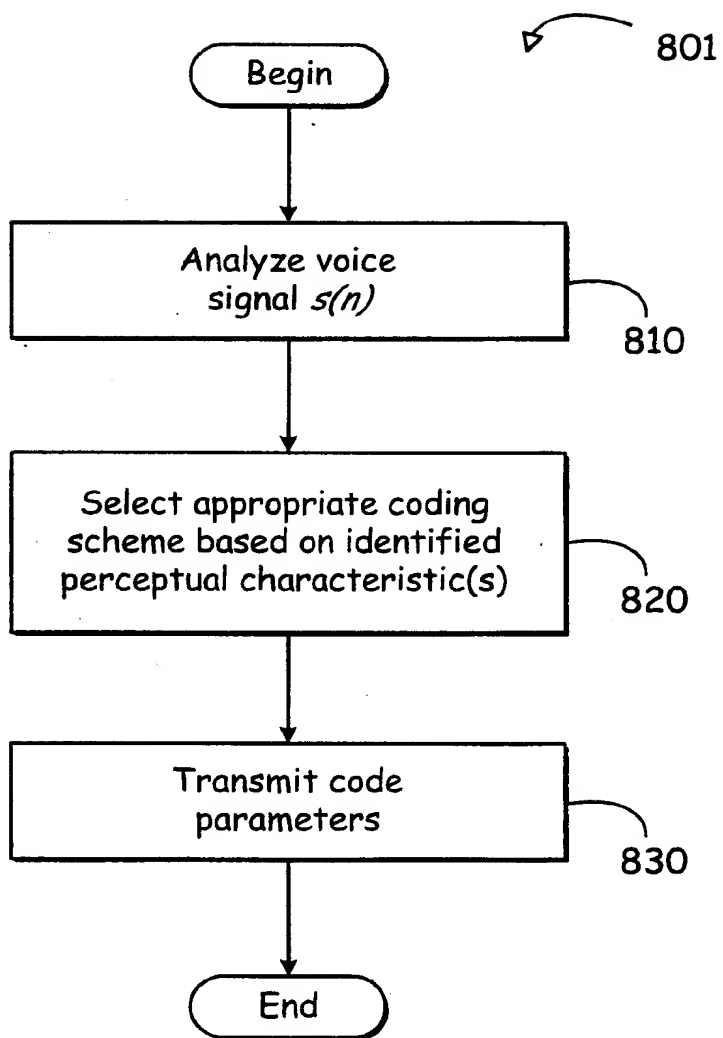 801
Begin
Analyze voice
signal s(n)
810
Select appropriate coding
scheme based on identified
perceptual characteristic(s)
820
Transmit code
parameters
830
End